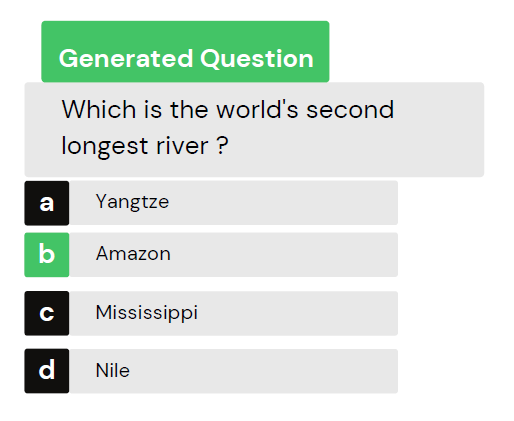 Generated Question
Which is the world's second
longest river ?
a Yangtze
b Amazon
c Mississippi
d Nile